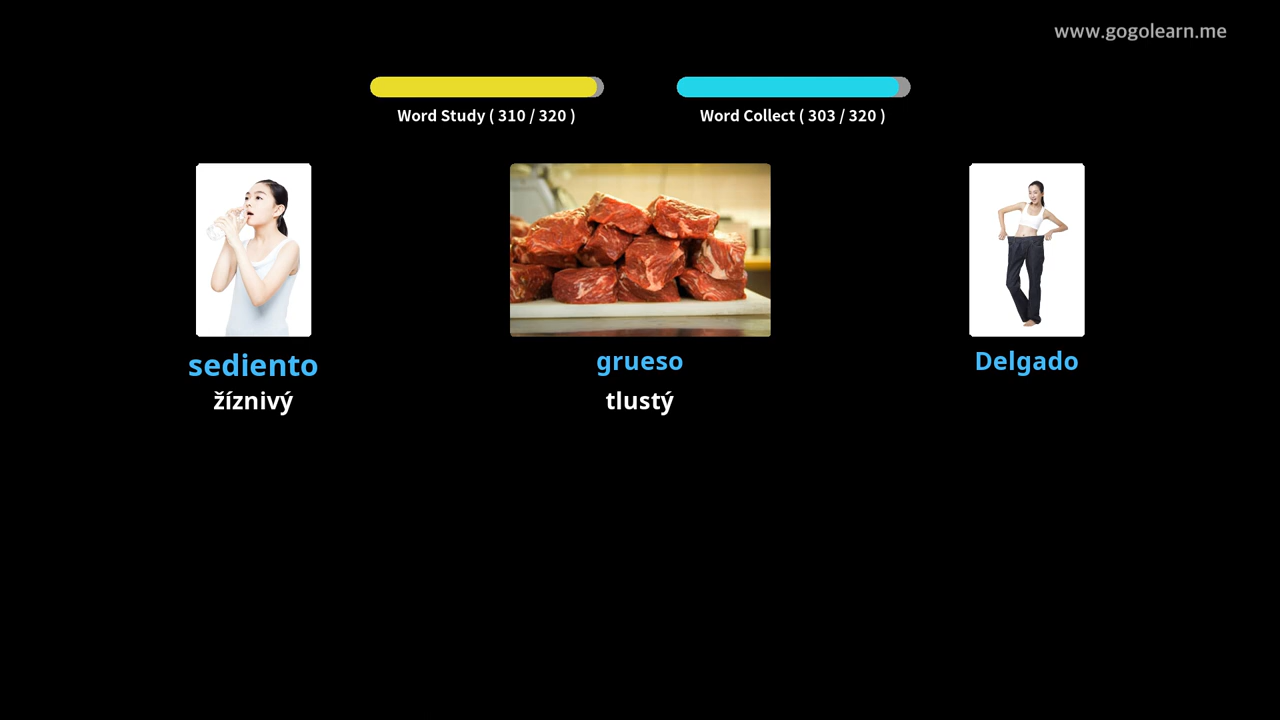 www.gogolearn.me
Word Study ( 310 / 320 )
Word Collect ( 303 / 320 )
sediento
grueso
Delgado
žíznivý
tlustý